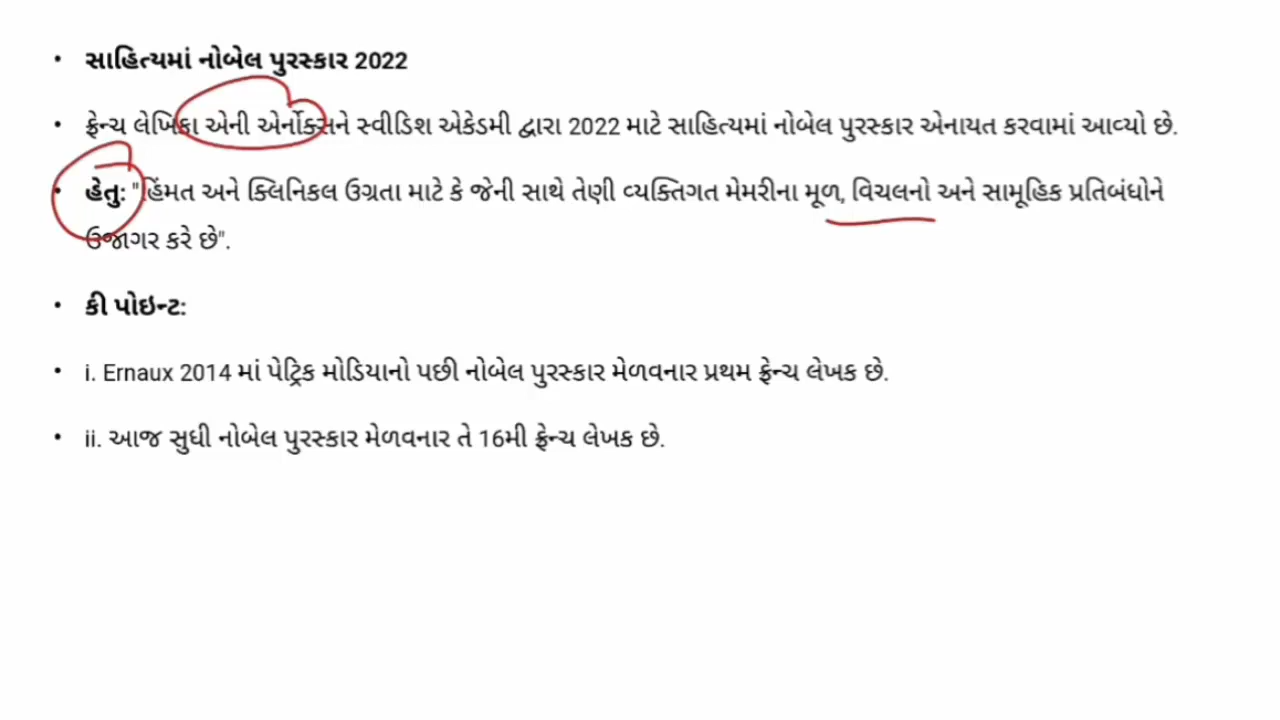 • સાહિત્યમાં નોબેલ પુરસ્કાર 2022
• ફ્રેન્ચ લેખિકા એની એર્નોક્સને સ્વીડિશ એકેડમી દ્વારા 2022 માટે સાહિત્યમાં નોબેલ પુરસ્કાર એનાયત કરવામાં આવ્યો છે.
• હેતુ: "હિંમત અને ક્લિનિકલ ઉગ્રતા માટે કે જેની સાથે તેણી વ્યક્તિગત મેમરીના મૂળ, વિચલનો અને સામૂહિક પ્રતિબંધોને
ઉજાગર કરે છે".
• કી પોઇન્ટ:
• i. Ernaux 2014 માં પેટ્રિક મોડિયાનો પછી નોબેલ પુરસ્કાર મેળવનાર પ્રથમ ફ્રેન્ચ લેખક છે.
• ii. આજ સુધી નોબેલ પુરસ્કાર મેળવનાર તે 16મી ફ્રેન્ચ લેખક છે.